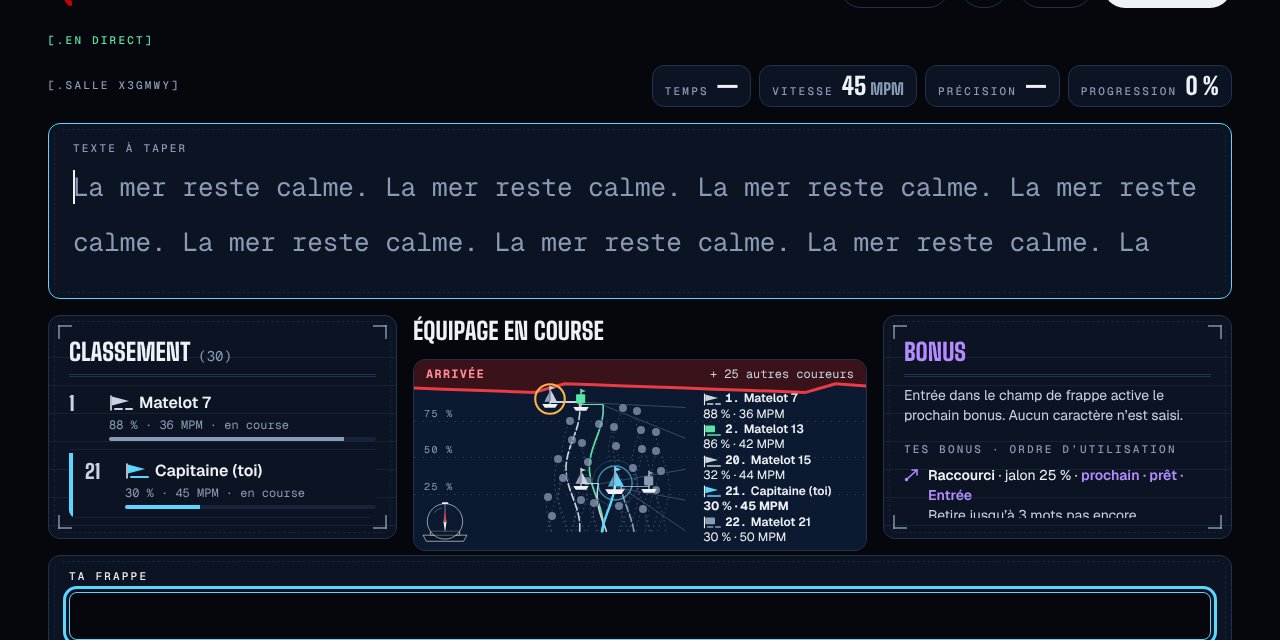 [.EN DIRECT]
[.SALLE X3GMWY]
TEMPS —
VITESSE 45 MPM
PRÉCISION —
PROGRESSION 0 %
TEXTE À TAPER
La mer reste calme. La mer reste calme. La mer reste calme. La mer reste
calme. La mer reste calme. La mer reste calme. La mer reste calme. La
CLASSEMENT (30)
1 Matelot 7
88 % · 36 MPM · en course
21 Capitaine (toi)
30 % · 45 MPM · en course
ÉQUIPAGE EN COURSE
ARRIVÉE
+ 25 autres coureurs
75 %
50 %
25 %
1. Matelot 7
88 % · 36 MPM
2. Matelot 13
86 % · 42 MPM
20. Matelot 15
32 % · 44 MPM
21. Capitaine (toi)
30 % · 45 MPM
22. Matelot 21
30 % · 50 MPM
BONUS
Entrée dans le champ de frappe active le
prochain bonus. Aucun caractère n’est saisi.
TES BONUS · ORDRE D’UTILISATION
Raccourci · jalon 25 % · prochain · prêt ·
Entrée
Retire jusqu’à 3 mots pas encore
TA FRAPPE